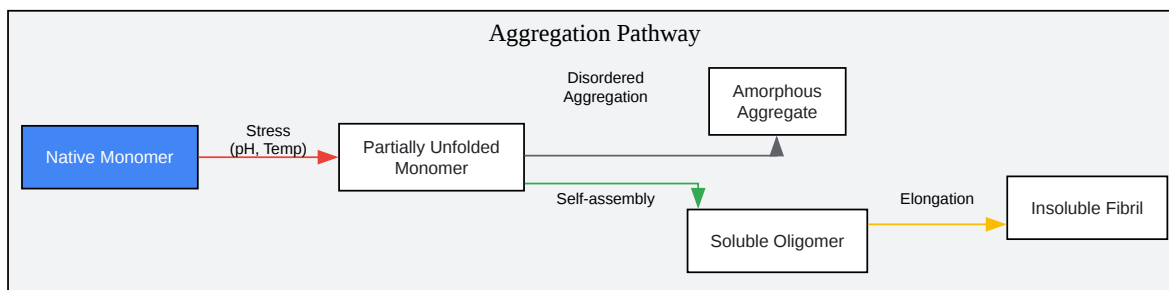 Aggregation Pathway
Native Monomer
Stress
(pH, Temp)
Partially Unfolded
Monomer
Disordered
Aggregation
Amorphous
Aggregate
Self-assembly
Soluble Oligomer
Elongation
Insoluble Fibril